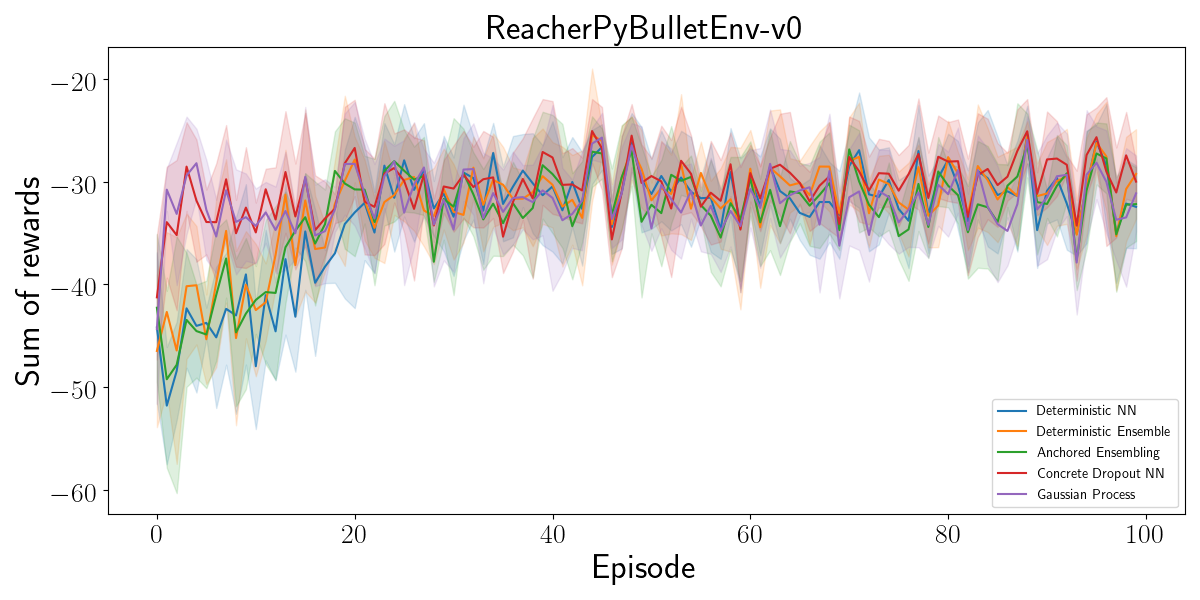 ReacherPyBulletEnv-v0
Sum of rewards
−20
−30
−40
−50
−60
0 20 40 60 80 100
Episode
Deterministic NN
Deterministic Ensemble
Anchored Ensembling
Concrete Dropout NN
Gaussian Process